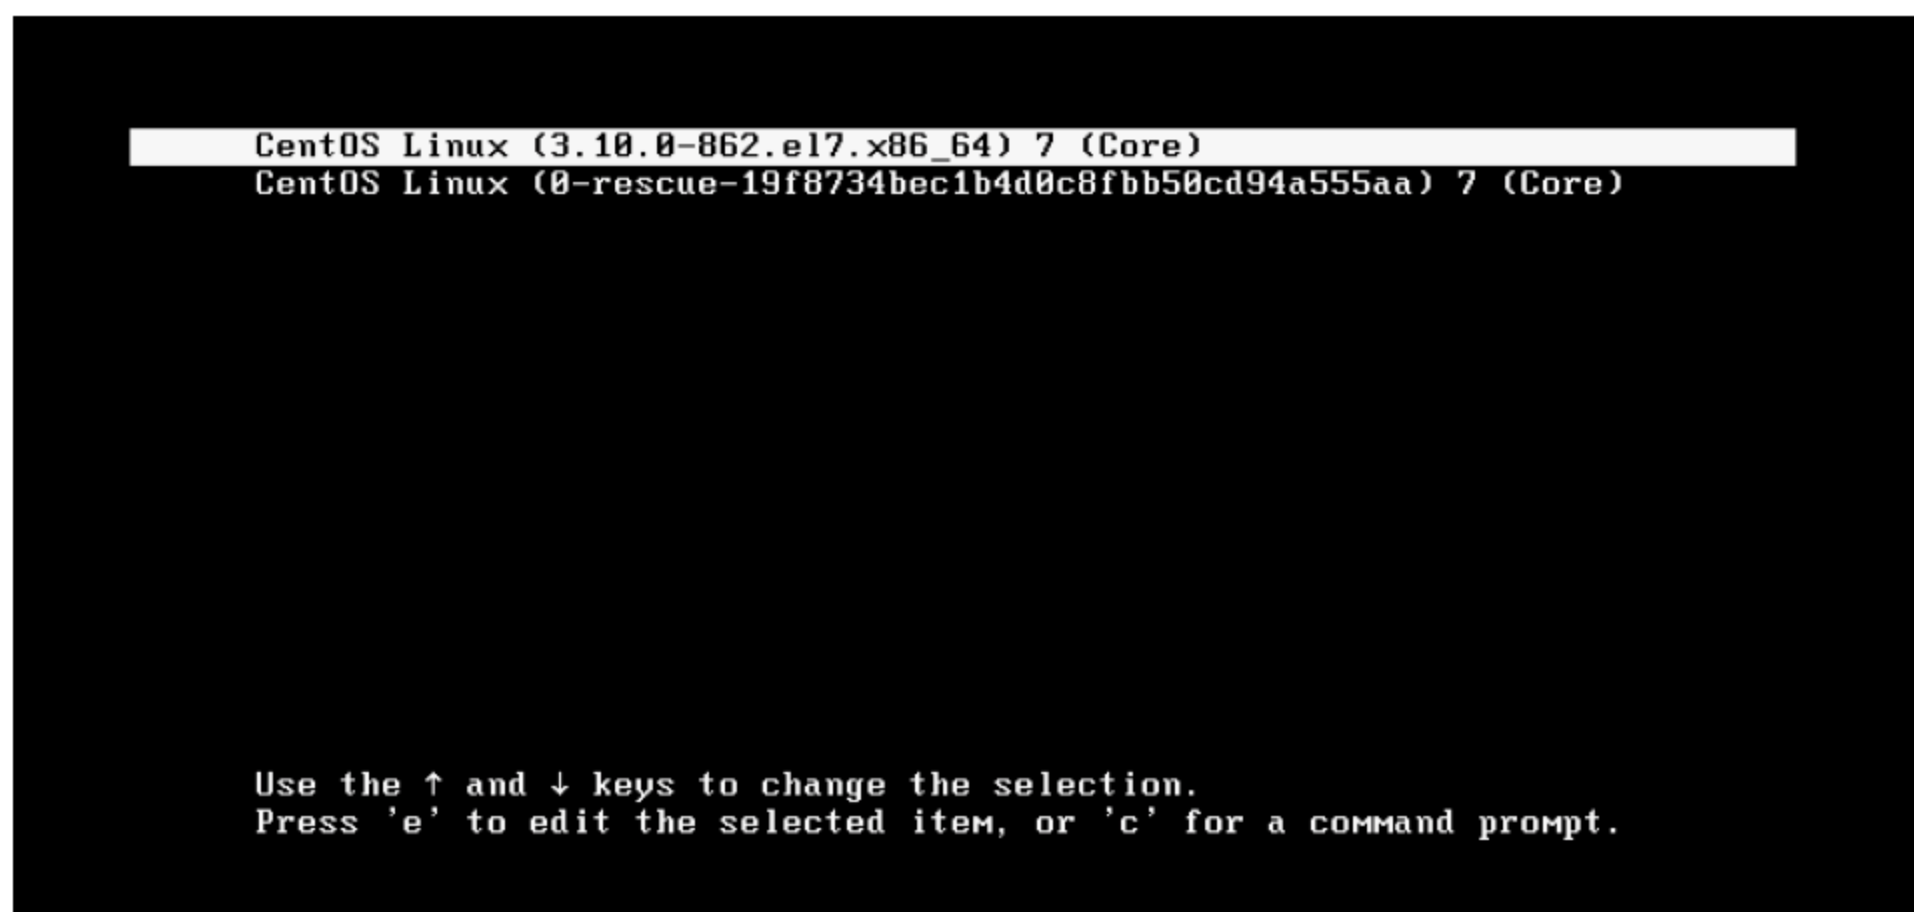 CentOS Linux (3.10.0-862.el7.x86_64) 7 (Core)
CentOS Linux (0-rescue-19f8734bec1b4d0c8fbb50cd94a555aa) 7 (Core)
Use the ↑ and ↓ keys to change the selection.
Press 'e' to edit the selected item, or 'c' for a command prompt.